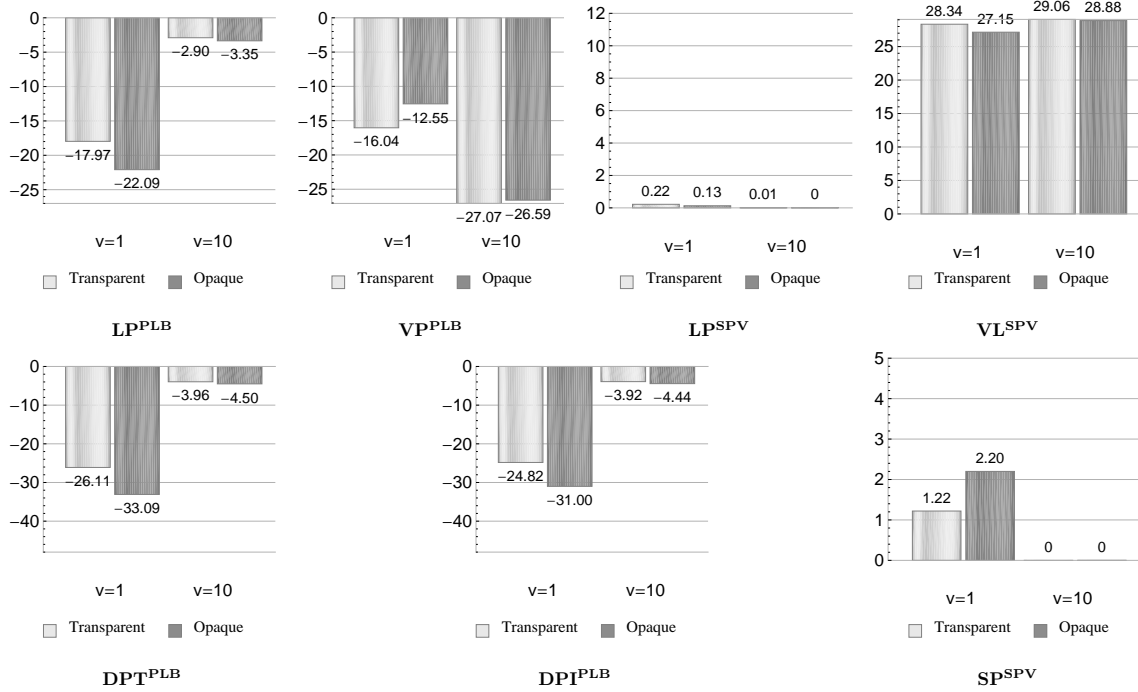 0
−5
−10
−15
−20
−25
−17.97
−22.09
−2.90
−3.35
v=1
v=10
Transparent
Opaque
LP^PLB
0
−5
−10
−15
−20
−25
−16.04
−12.55
−27.07
−26.59
v=1
v=10
Transparent
Opaque
VP^PLB
12
10
8
6
4
2
0
0.22
0.13
0.01
0
v=1
v=10
Transparent
Opaque
LP^SPV
25
20
15
10
5
0
28.34
27.15
29.06
28.88
v=1
v=10
Transparent
Opaque
VL^SPV
0
−10
−20
−30
−40
−26.11
−33.09
−3.96
−4.50
v=1
v=10
Transparent
Opaque
DPT^PLB
0
−10
−20
−30
−40
−24.82
−31.00
−3.92
−4.44
v=1
v=10
Transparent
Opaque
DPI^PLB
5
4
3
2
1
0
1.22
2.20
0
0
v=1
v=10
Transparent
Opaque
SP^SPV